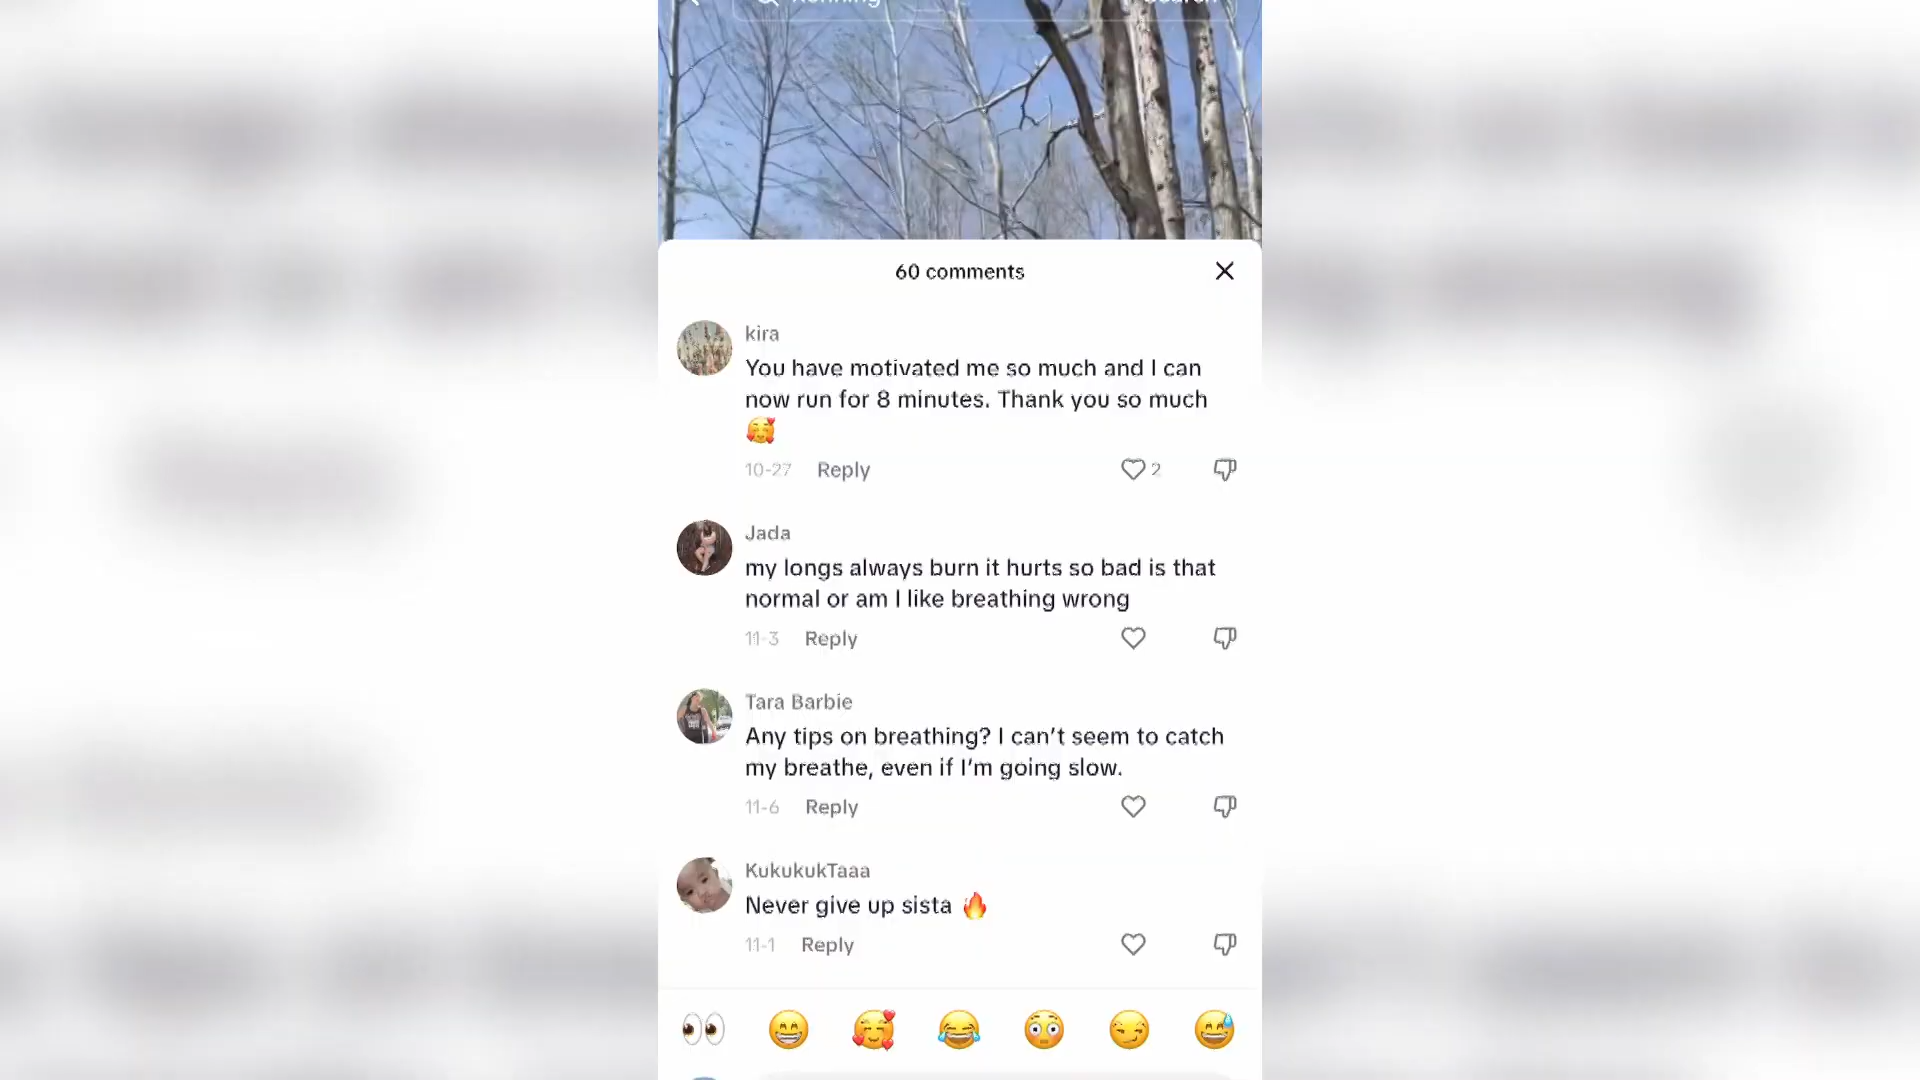 60 comments
kira
You have motivated me so much and I can
now run for 8 minutes. Thank you so much
🥰
10-27 Reply 2
Jada
my longs always burn it hurts so bad is that
normal or am I like breathing wrong
11-3 Reply
Tara Barbie
Any tips on breathing? I can’t seem to catch
my breathe, even if I’m going slow.
11-6 Reply
KukukukTaaa
Never give up sista 🔥
11-1 Reply